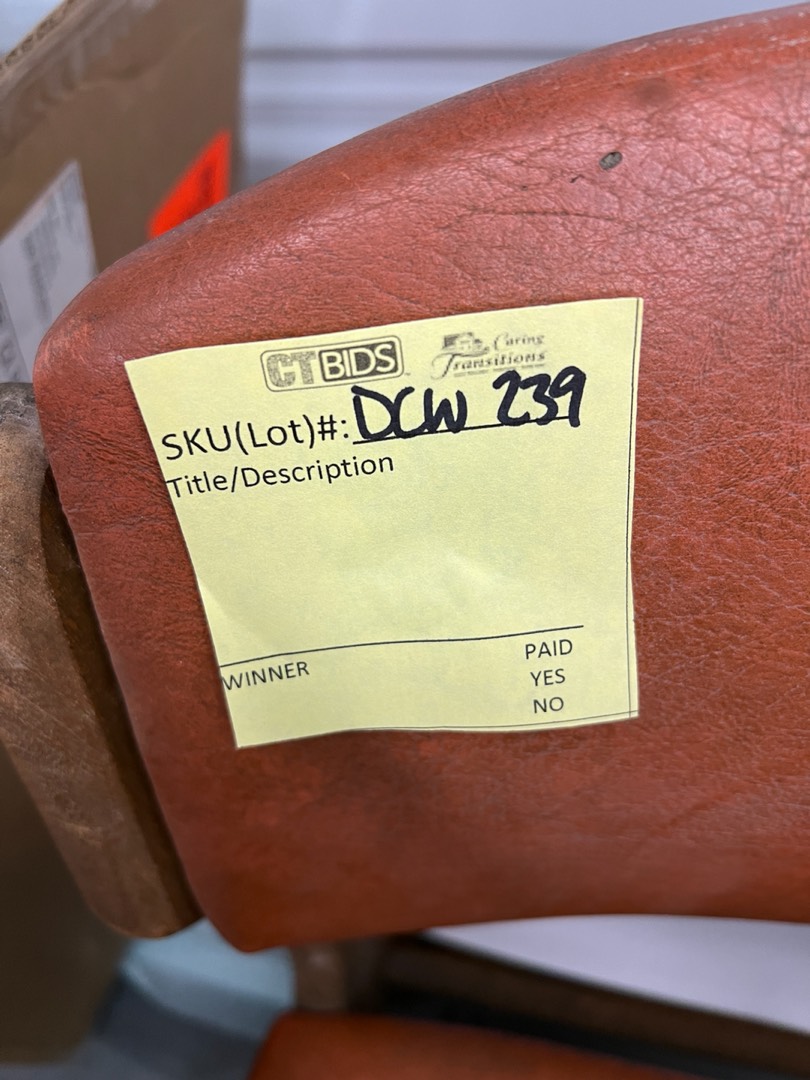 CTBIDS Caring Transitions
SKU(Lot)#: DCW 239
Title/Description
WINNER PAID
YES
NO